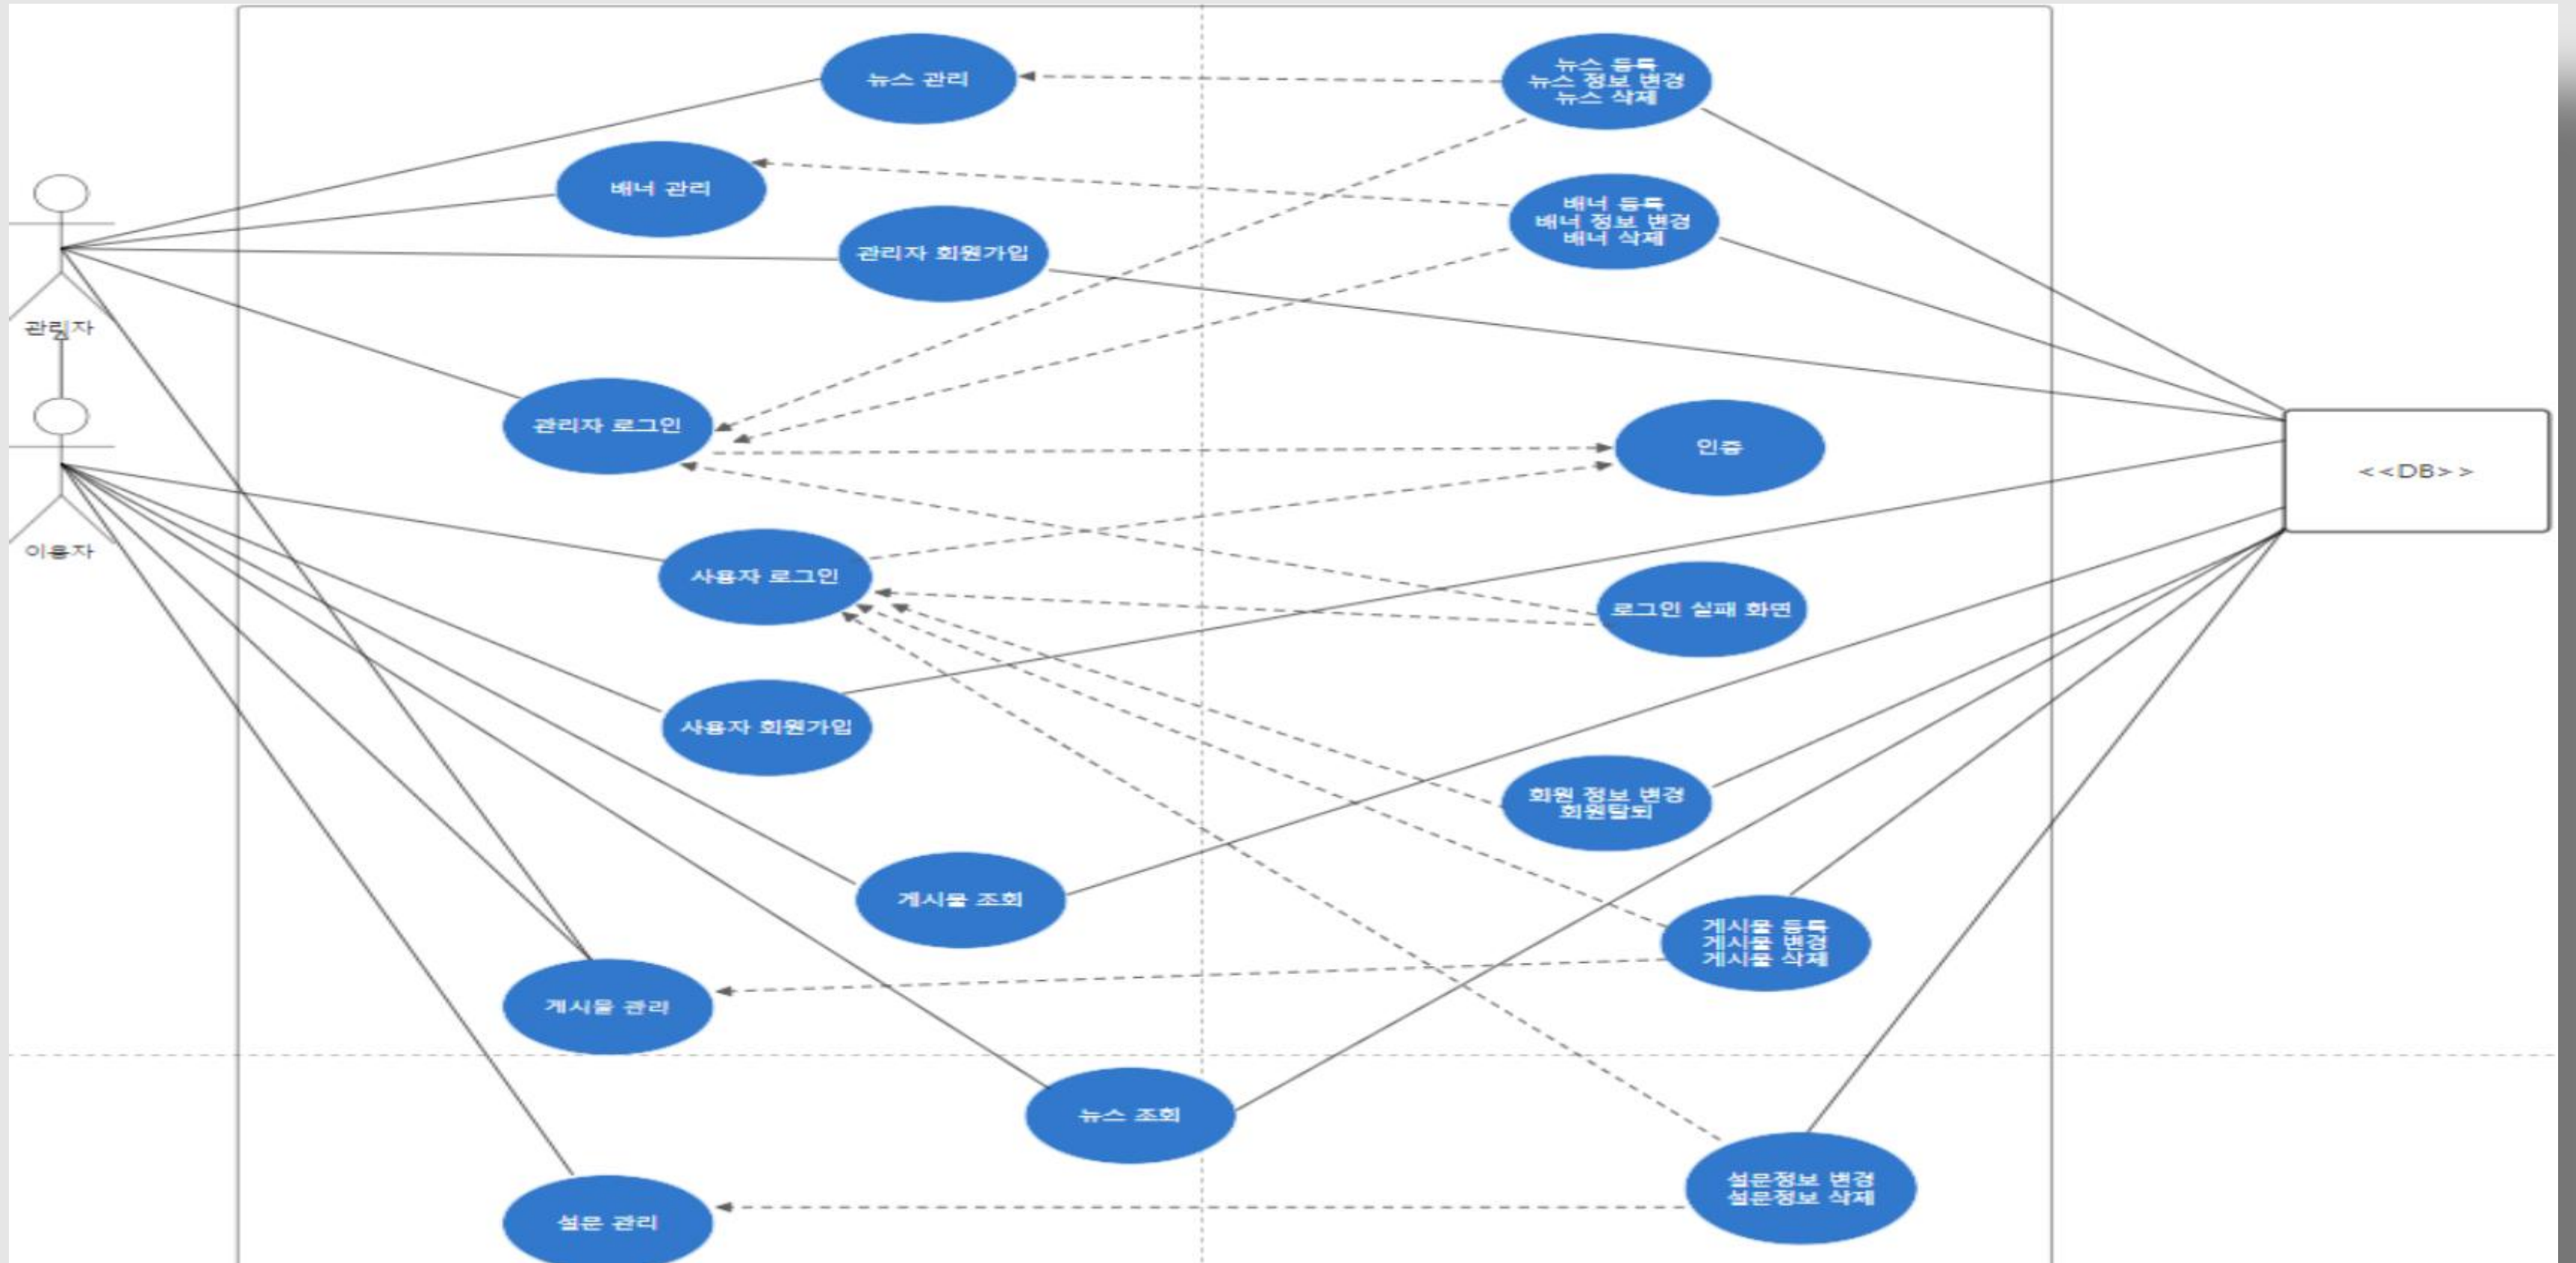 뉴스 관리
뉴스 등록
뉴스 정보 변경
뉴스 삭제
배너 관리
배너 등록
배너 정보 변경
배너 삭제
관리자 회원가입
관리자
관리자 로그인
인증
<<DB>>
이용자
사용자 로그인
로그인 실패 화면
사용자 회원가입
회원 정보 변경
회원탈퇴
게시물 조회
게시물 등록
게시물 변경
게시물 삭제
게시물 관리
뉴스 조회
설문정보 변경
설문정보 삭제
설문 관리